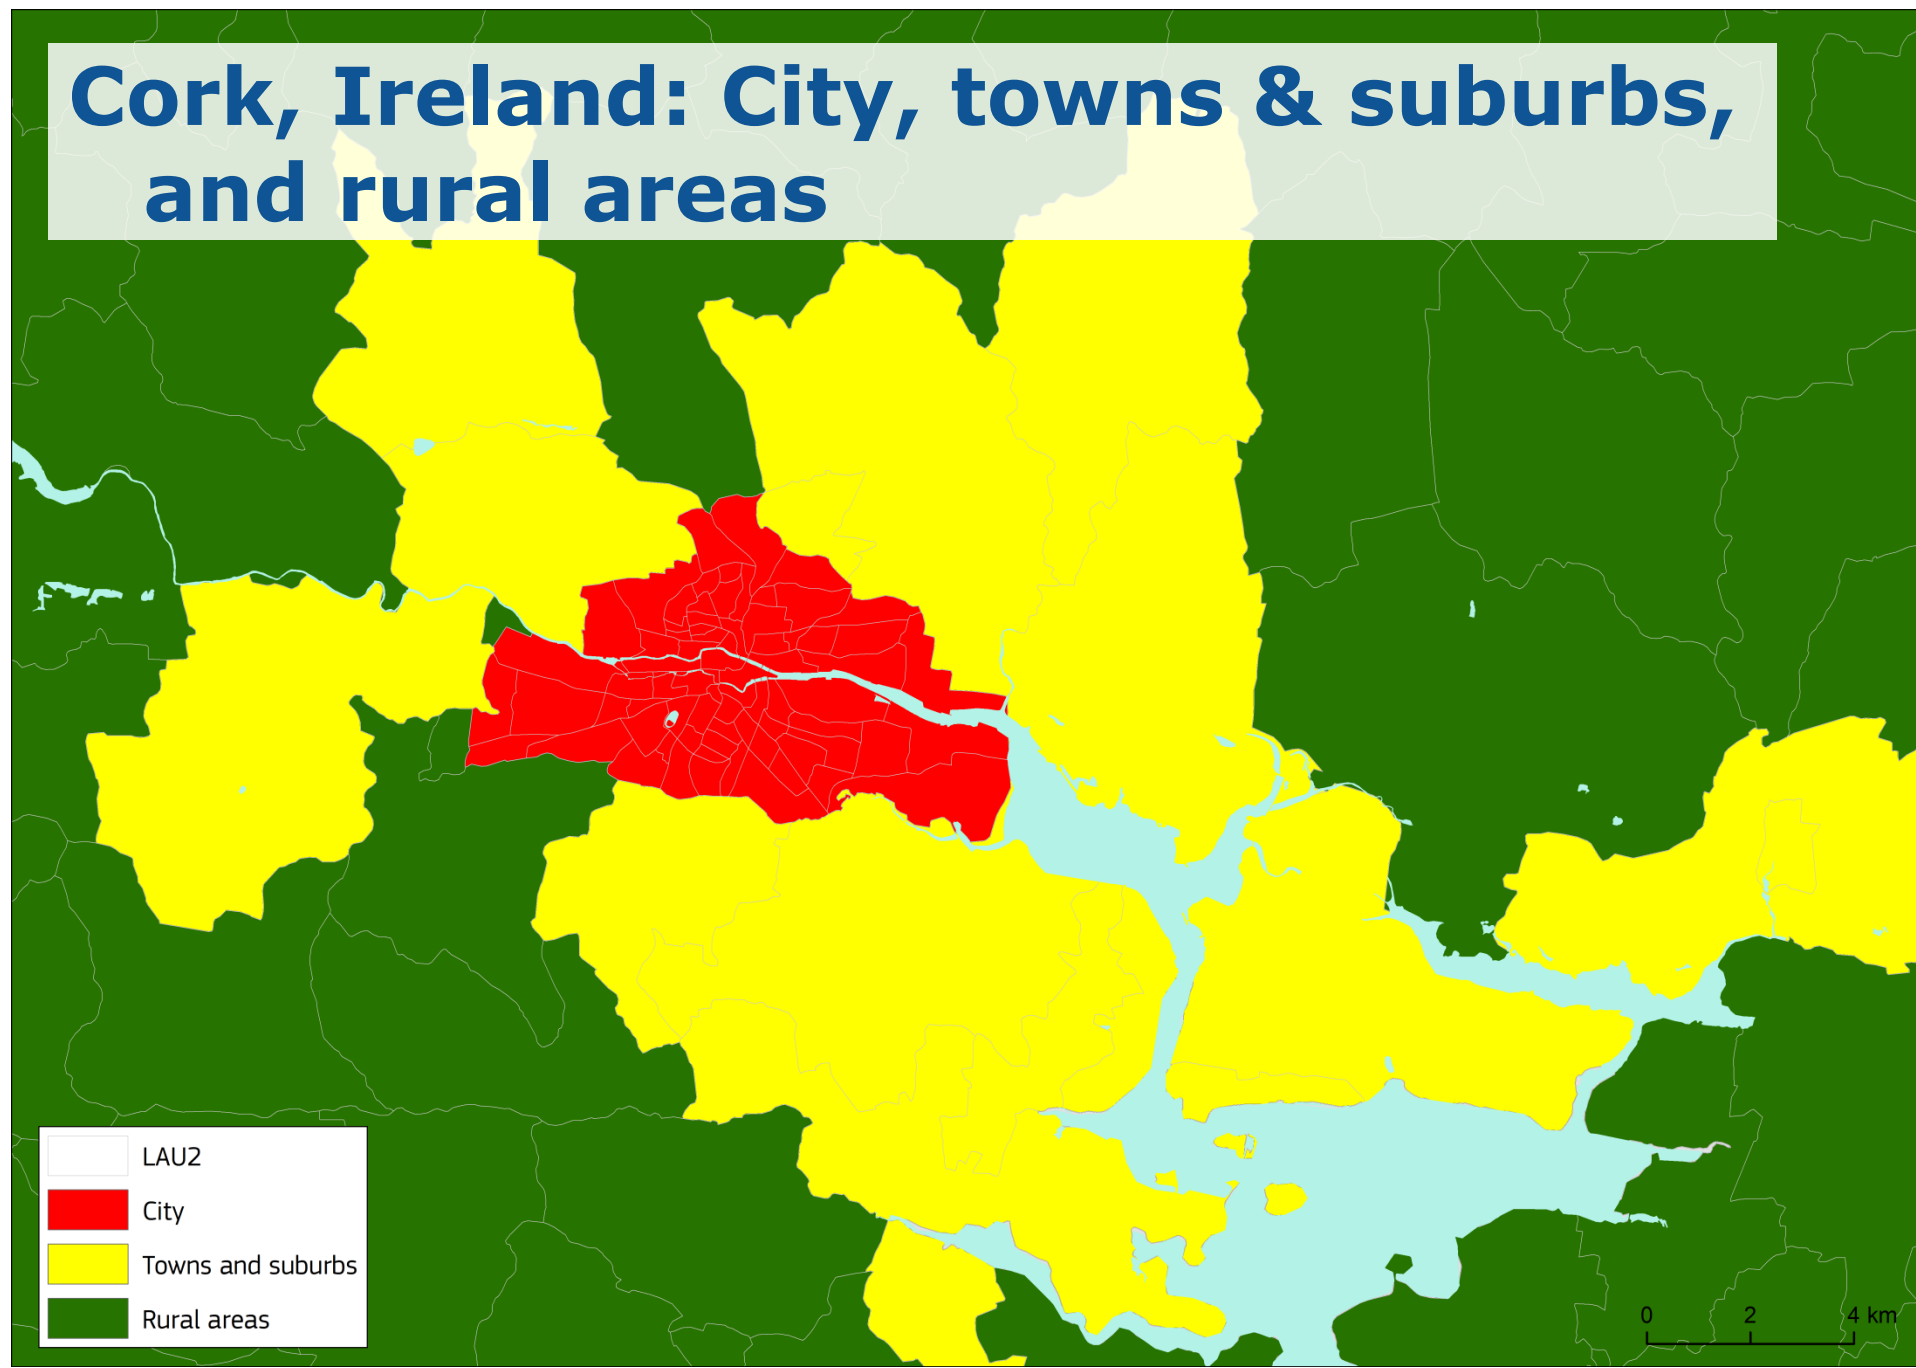 Cork, Ireland: City, towns & suburbs,
and rural areas
LAU2
City
Towns and suburbs
Rural areas
0 2 4 km